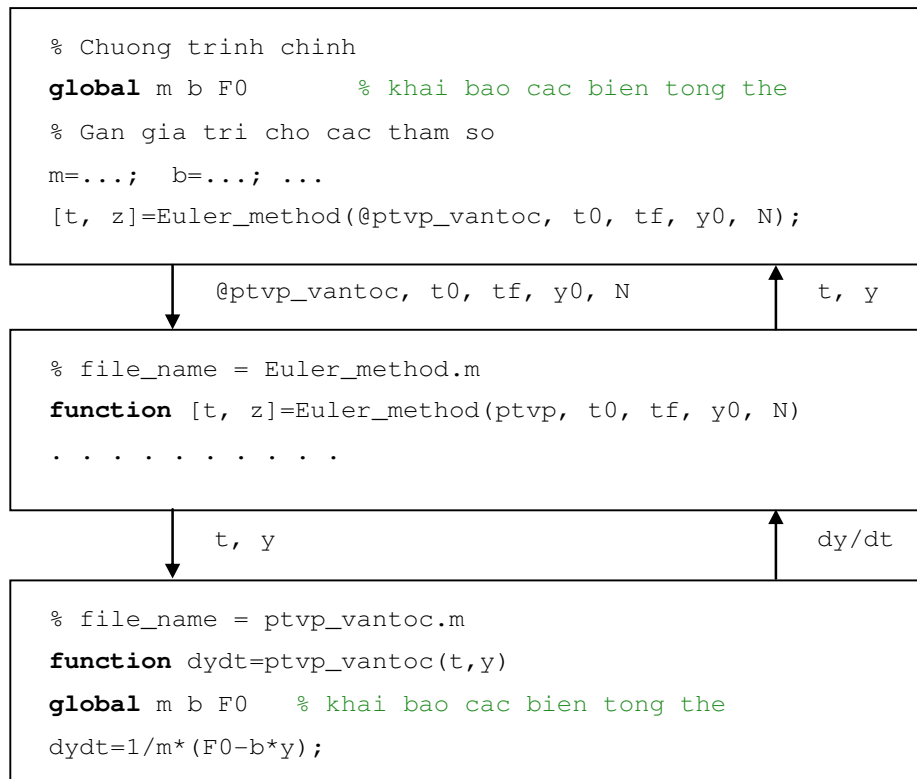 % Chuong trinh chinh
global m b F0 % khai bao cac bien tong the
% Gan gia tri cho cac tham so
m=...; b=...; ...
[t, z]=Euler_method(@ptvp_vantoc, t0, tf, y0, N);
@ptvp_vantoc, t0, tf, y0, N t, y
% file_name = Euler_method.m
function [t, z]=Euler_method(ptvp, t0, tf, y0, N)
. . . . . . . . . .
t, y dy/dt
% file_name = ptvp_vantoc.m
function dydt=ptvp_vantoc(t,y)
global m b F0 % khai bao cac bien tong the
dydt=1/m*(F0-b*y);